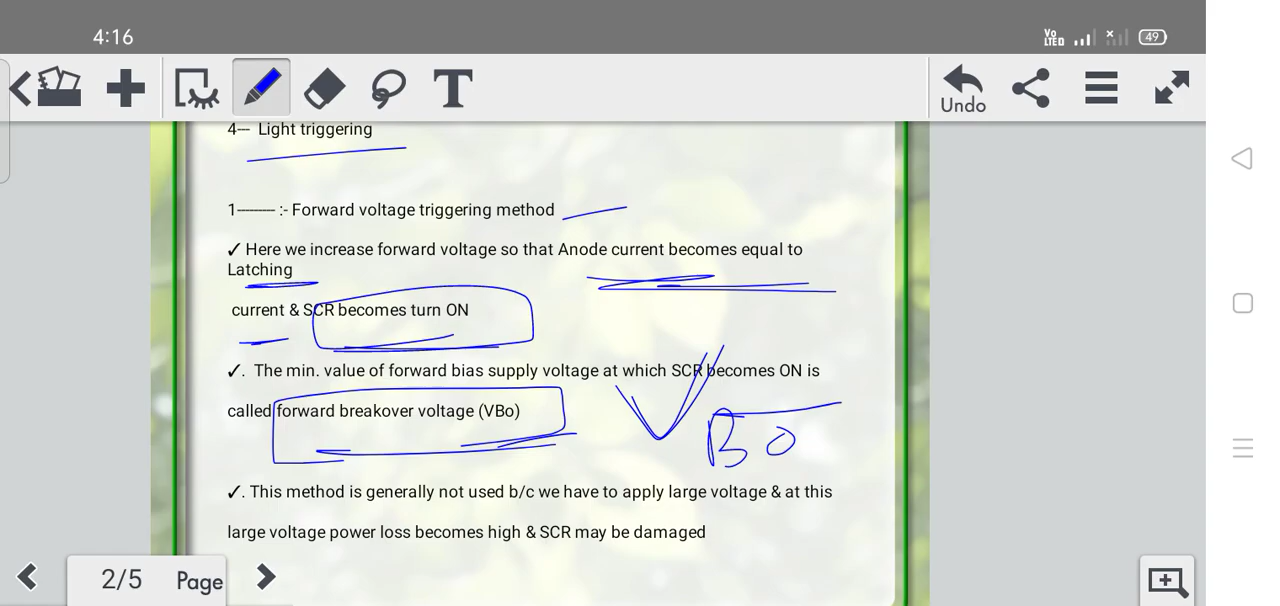 4:16
Vo
LTED
49
Undo
4--- Light triggering
1--------- :- Forward voltage triggering method
✓ Here we increase forward voltage so that Anode current becomes equal to
Latching
current & SCR becomes turn ON
✓. The min. value of forward bias supply voltage at which SCR becomes ON is
called forward breakover voltage (VBo)
VBO
✓. This method is generally not used b/c we have to apply large voltage & at this
large voltage power loss becomes high & SCR may be damaged
2/5 Page